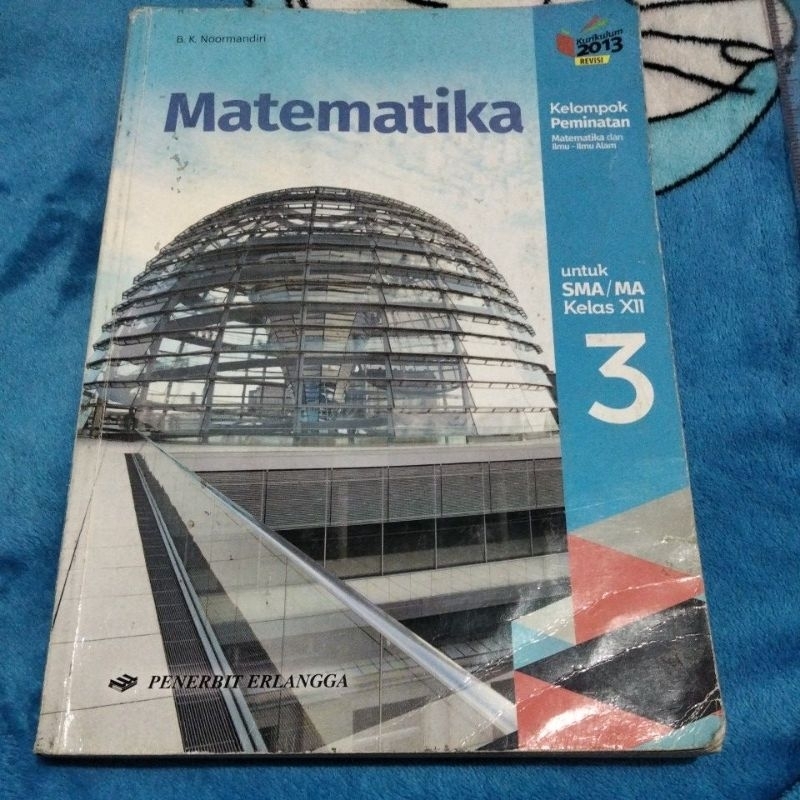 B. K. Noormandiri
Kurikulum
2013
REVISI
Matematika
Kelompok
Peminatan
Matematika dan
Ilmu - Ilmu Alam
untuk
SMA/MA
Kelas XII
3
PENERBIT ERLANGGA